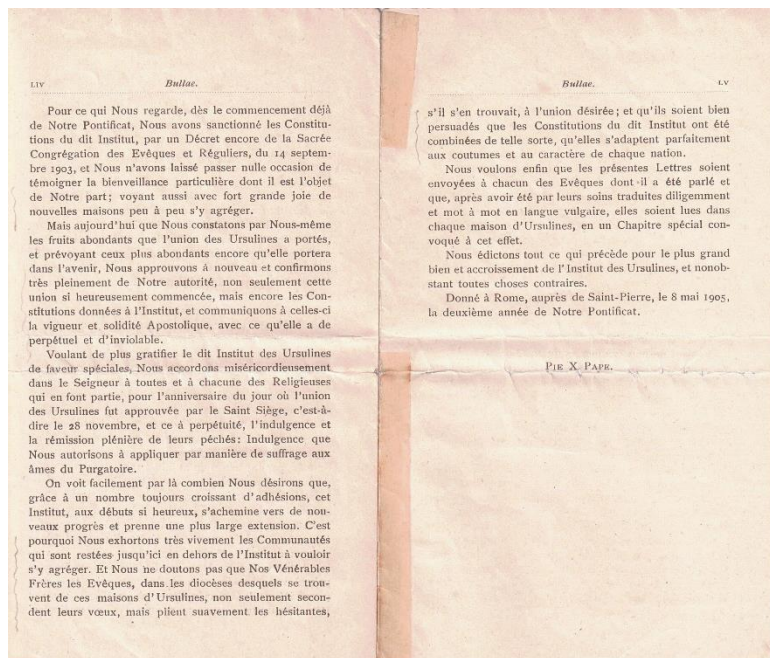 LIV
Bullae.
Pour ce qui Nous regarde, dès le commencement déjà
de Notre Pontificat, Nous avons sanctionné les Constitu-
tions du dit Institut, par un Décret encore de la Sacrée
Congrégation des Evêques et Réguliers, du 14 septem-
bre 1903, et Nous n'avons laissé passer nulle occasion de
témoigner la bienveillance particulière dont il est l'objet
de Notre part; voyant aussi avec fort grande joie de
nouvelles maisons peu à peu s'y agréger.
Mais aujourd'hui que Nous constatons par Nous-même
les fruits abondants que l'union des Ursulines a portés,
et prévoyant ceux plus abondants encore qu'elle portera
dans l'avenir, Nous approuvons à nouveau et confirmons
très pleinement de Notre autorité, non seulement cette
union si heureusement commencée, mais encore les Con-
stitutions données à l'Institut, et communiquons à celles-ci
la vigueur et solidité Apostolique, avec ce qu'elle a de
perpétuel et d'inviolable.
Voulant de plus gratifier le dit Institut des Ursulines
de faveur spéciales, Nous accordons miséricordieusement
dans le Seigneur à toutes et à chacune des Religieuses
qui en font partie, pour l'anniversaire du jour où l'union
des Ursulines fut approuvée par le Saint Siège, c'est-à-
dire le 28 novembre, et ce à perpétuité, l'indulgence et
la rémission plénière de leurs péchés: Indulgence que
Nous autorisons à appliquer par manière de suffrage aux
âmes du Purgatoire.
On voit facilement par là combien Nous désirons que,
grâce à un nombre toujours croissant d'adhésions, cet
Institut, aux débuts si heureux, s'achemine vers de nou-
veaux progrès et prenne une plus large extension. C'est
pourquoi Nous exhortons très vivement les Communautés
qui sont restées jusqu'ici en dehors de l'Institut à vouloir
s'y agréger. Et Nous ne doutons pas que Nos Vénérables
Frères les Evêques, dans les diocèses desquels se trou-
vent de ces maisons d'Ursulines, non seulement secon-
dent leurs vœux, mais plient suavement les hésitantes,
Bullae.
LV
s'il s'en trouvait, à l'union désirée; et qu'ils soient bien
persuadés que les Constitutions du dit Institut ont été
combinées de telle sorte, qu'elles s'adaptent parfaitement
aux coutumes et au caractère de chaque nation.
Nous voulons enfin que les présentes Lettres soient
envoyées à chacun des Evêques dont il a été parlé et
que, après avoir été par leurs soins traduites diligemment
et mot à mot en langue vulgaire, elles soient lues dans
chaque maison d'Ursulines, en un Chapitre spécial con-
voqué à cet effet.
Nous édictons tout ce qui précède pour le plus grand
bien et accroissement de l'Institut des Ursulines, et nonob-
stant toutes choses contraires.
Donné à Rome, auprès de Saint-Pierre, le 8 mai 1905,
la deuxième année de Notre Pontificat.
PIE X PAPE.